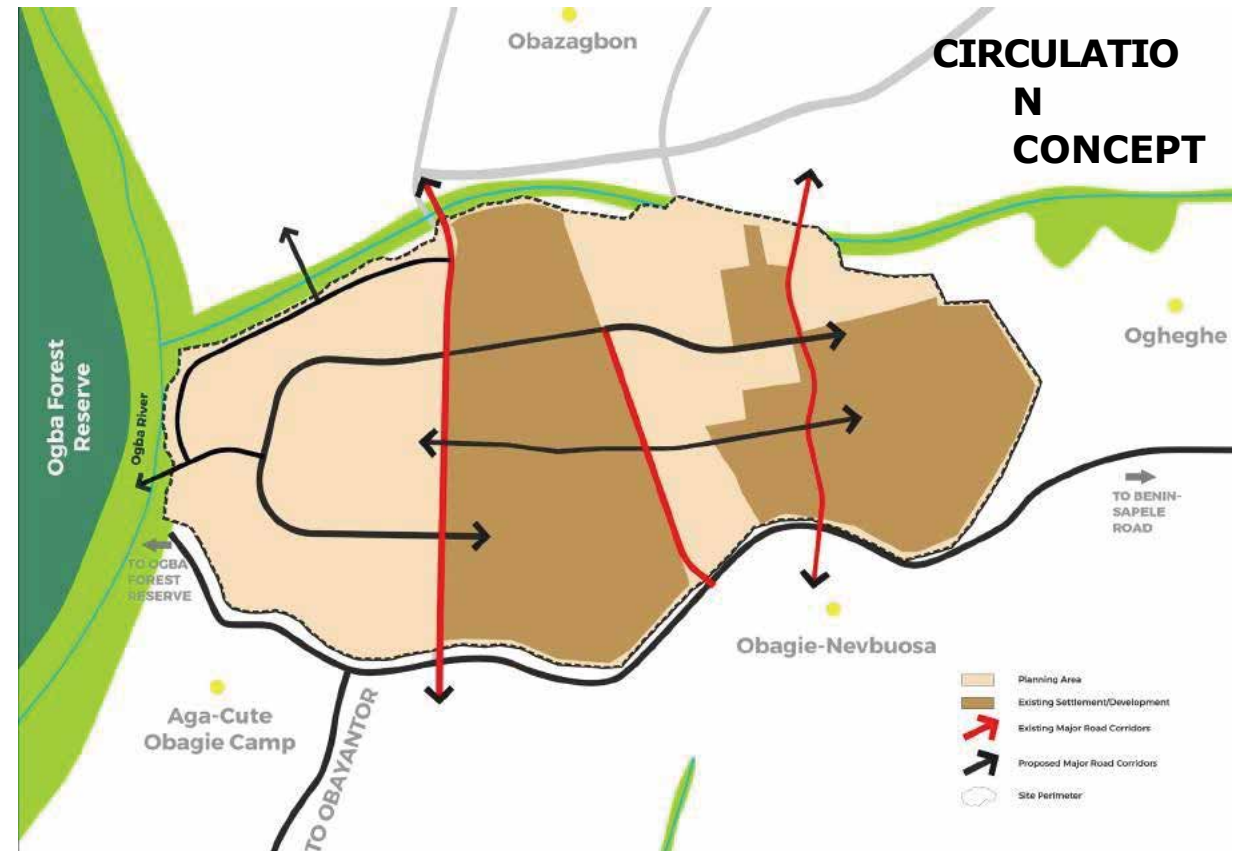 CIRCULATIO
N
CONCEPT
Obazagbon
Ogheghe
Ogba Forest
Reserve
Ogba River
TO BENIN-
SAPELE
ROAD
TO OGBA
FOREST
RESERVE
Obagie-Nevbuosa
Aga-Cute
Obagie Camp
TO OBAYANTOR
Planning Area
Existing Settlement/Development
Existing Major Road Corridors
Proposed Major Road Corridors
Site Perimeter